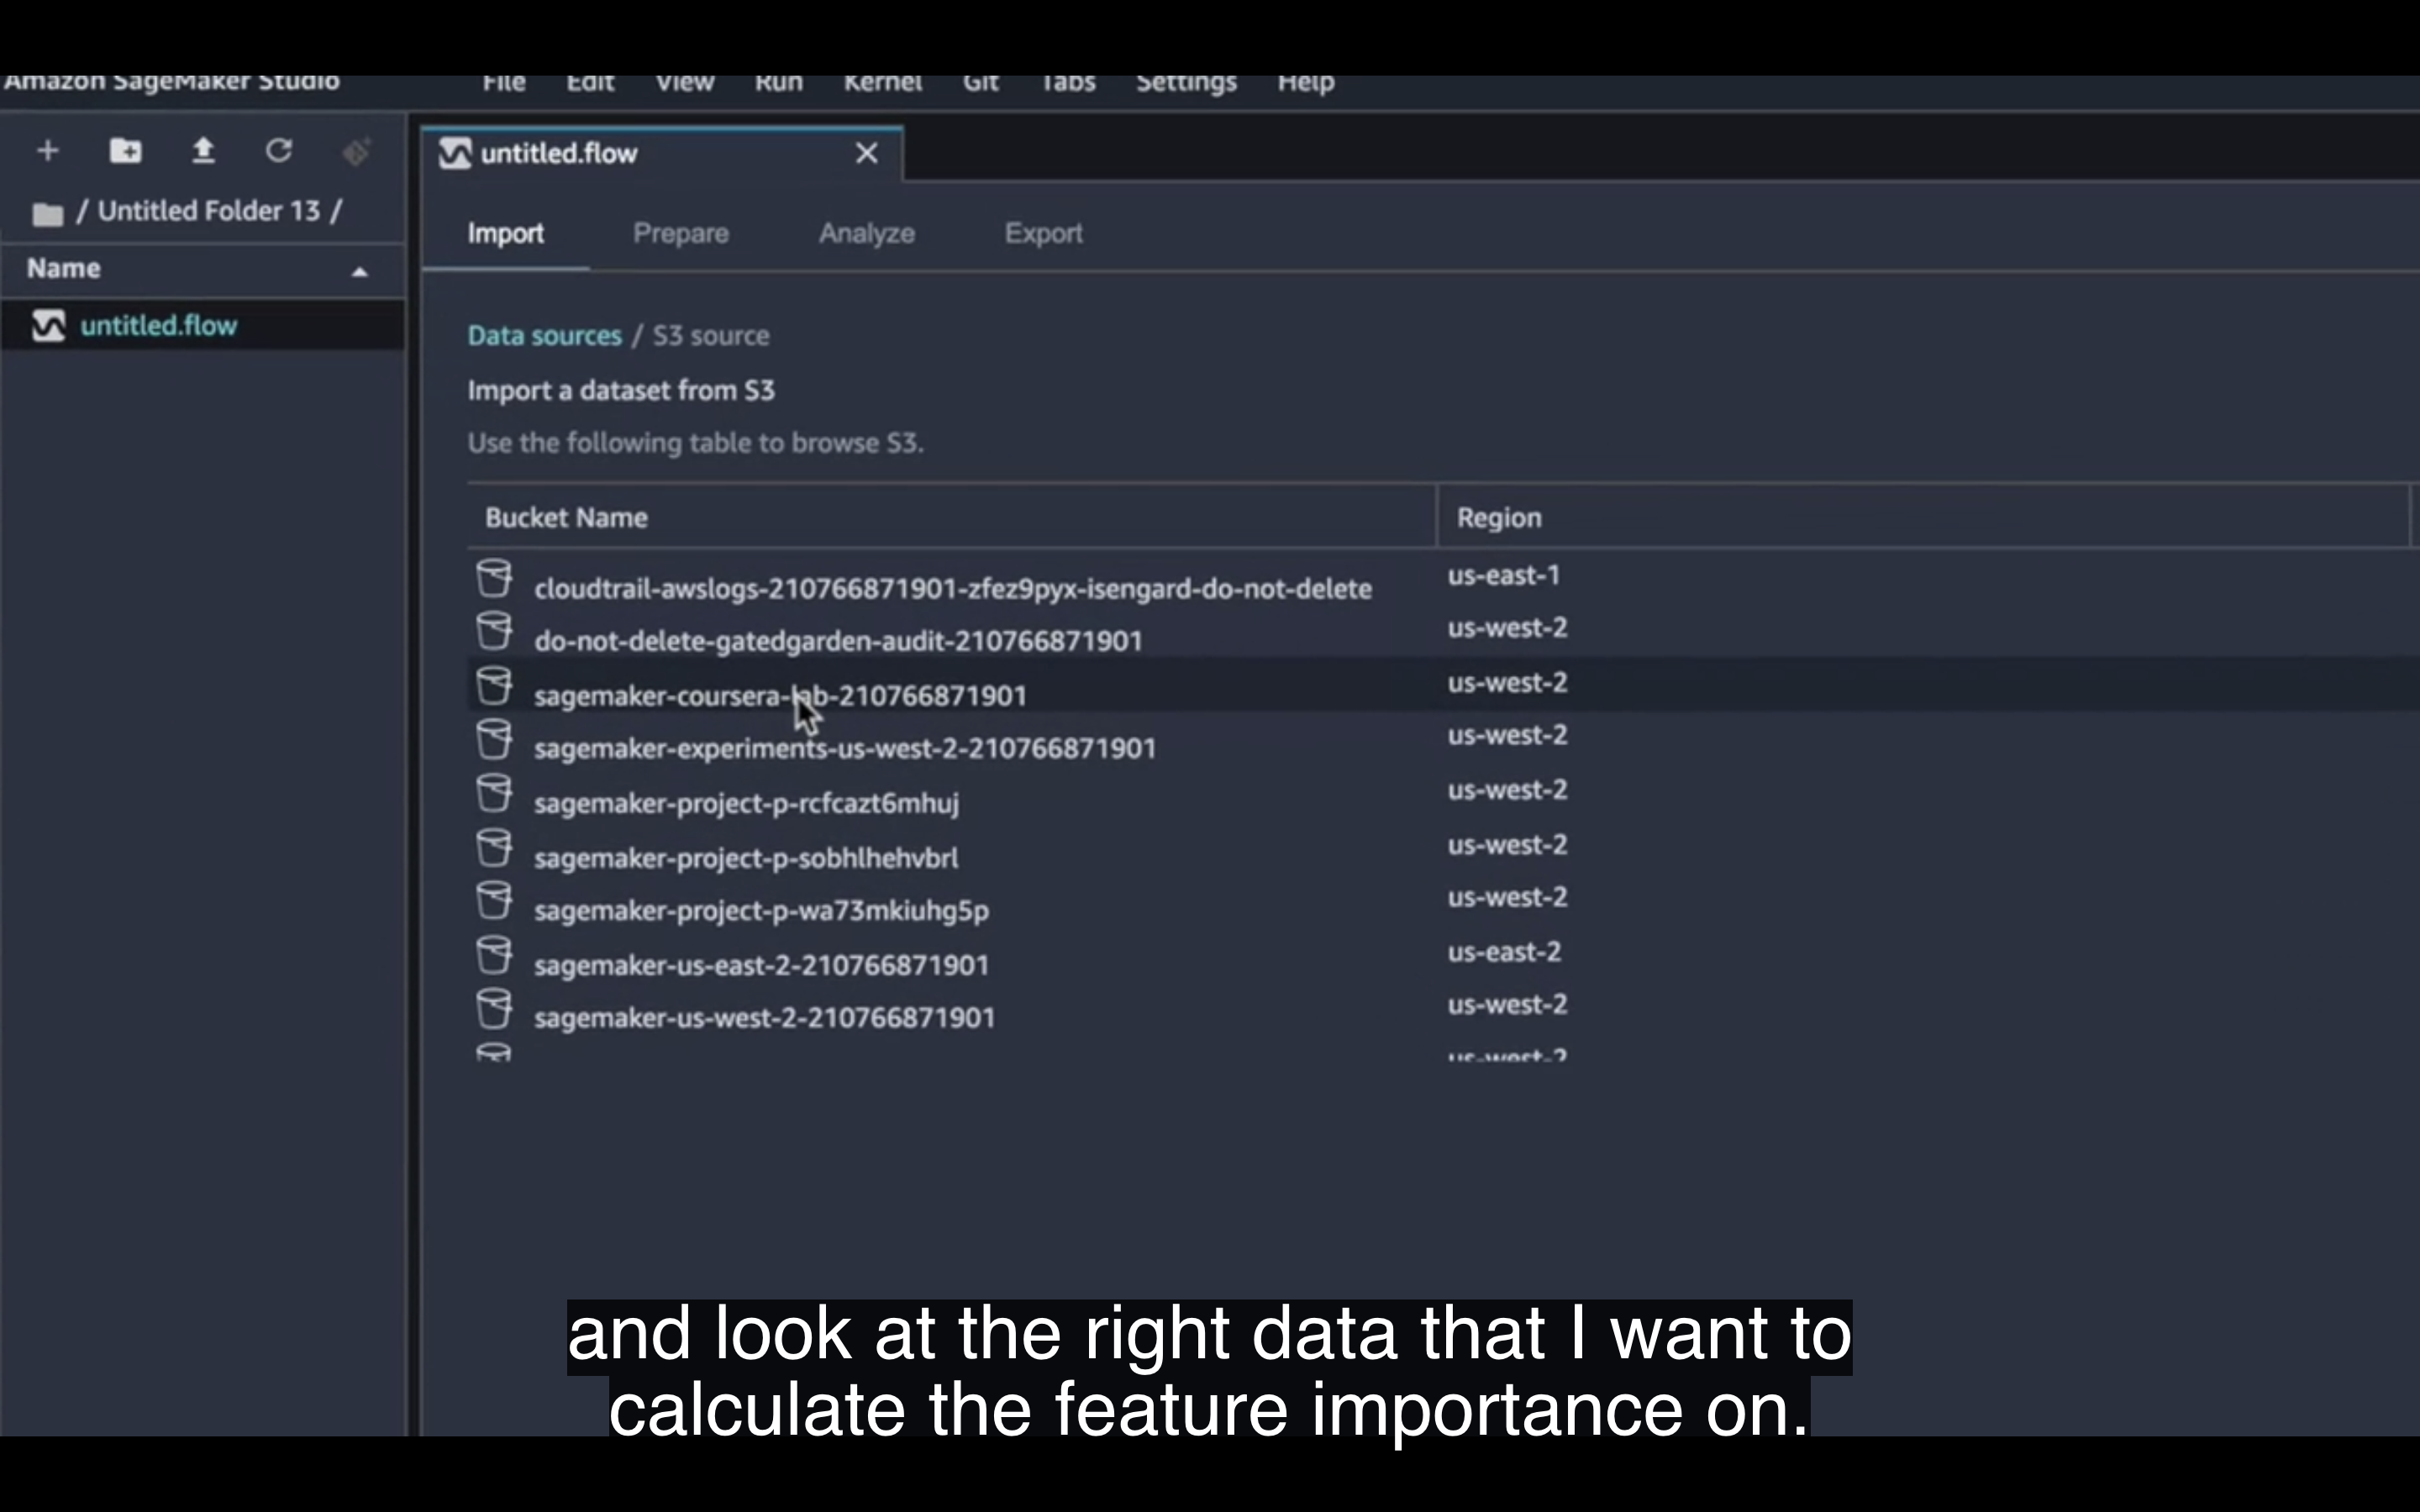 Amazon SageMaker Studio File Edit View Run Kernel Git Tabs Settings Help
untitled.flow
/ Untitled Folder 13 /
Import Prepare Analyze Export
Name
untitled.flow
Data sources / S3 source
Import a dataset from S3
Use the following table to browse S3.
Bucket Name Region
cloudtrail-awslogs-210766871901-zfez9pyx-isengard-do-not-delete us-east-1
do-not-delete-gatedgarden-audit-210766871901 us-west-2
sagemaker-coursera-lab-210766871901 us-west-2
sagemaker-experiments-us-west-2-210766871901 us-west-2
sagemaker-project-p-rcfcazt6mhuj us-west-2
sagemaker-project-p-sobhlhehvbrl us-west-2
sagemaker-project-p-wa73mkiuhg5p us-west-2
sagemaker-us-east-2-210766871901 us-east-2
sagemaker-us-west-2-210766871901 us-west-2
us-west-2
and look at the right data that I want to
calculate the feature importance on.